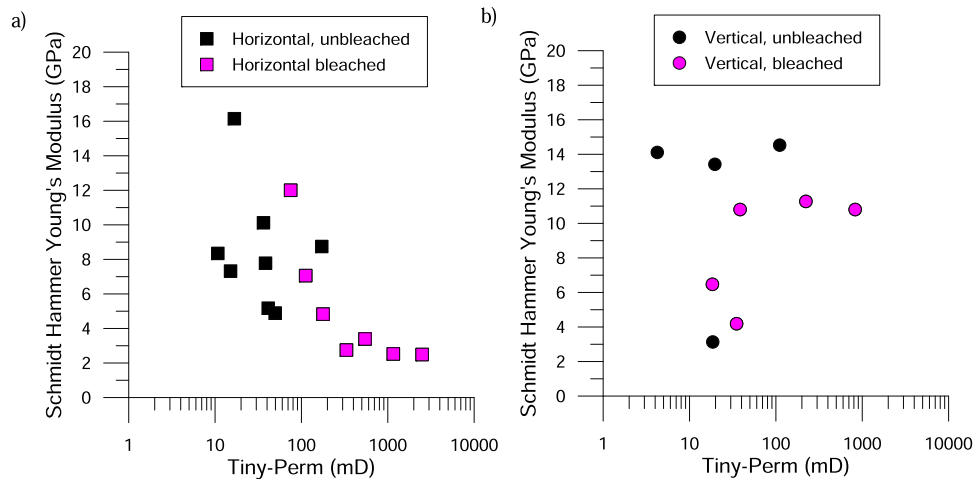 a)
Horizontal, unbleached
Horizontal bleached
Schmidt Hammer Young's Modulus (GPa)
20
18
16
14
12
10
8
6
4
2
0
1 10 100 1000 10000
Tiny-Perm (mD)
b)
Vertical, unbleached
Vertical, bleached
Schmidt Hammer Young's Modulus (GPa)
20
18
16
14
12
10
8
6
4
2
0
1 10 100 1000 10000
Tiny-Perm (mD)